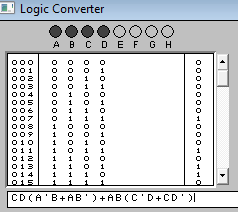 Logic Converter
A B C D E F G H
000 0 0 0 0 0
001 0 0 0 1 0
002 0 0 1 0 0
003 0 0 1 1 0
004 0 1 0 0 0
005 0 1 0 1 0
006 0 1 1 0 0
007 0 1 1 1 1
008 1 0 0 0 0
009 1 0 0 1 0
010 1 0 1 0 0
011 1 0 1 1 1
012 1 1 0 0 0
013 1 1 0 1 1
014 1 1 1 0 1
015 1 1 1 1 0
CD(A'B+AB')+AB(C'D+CD')